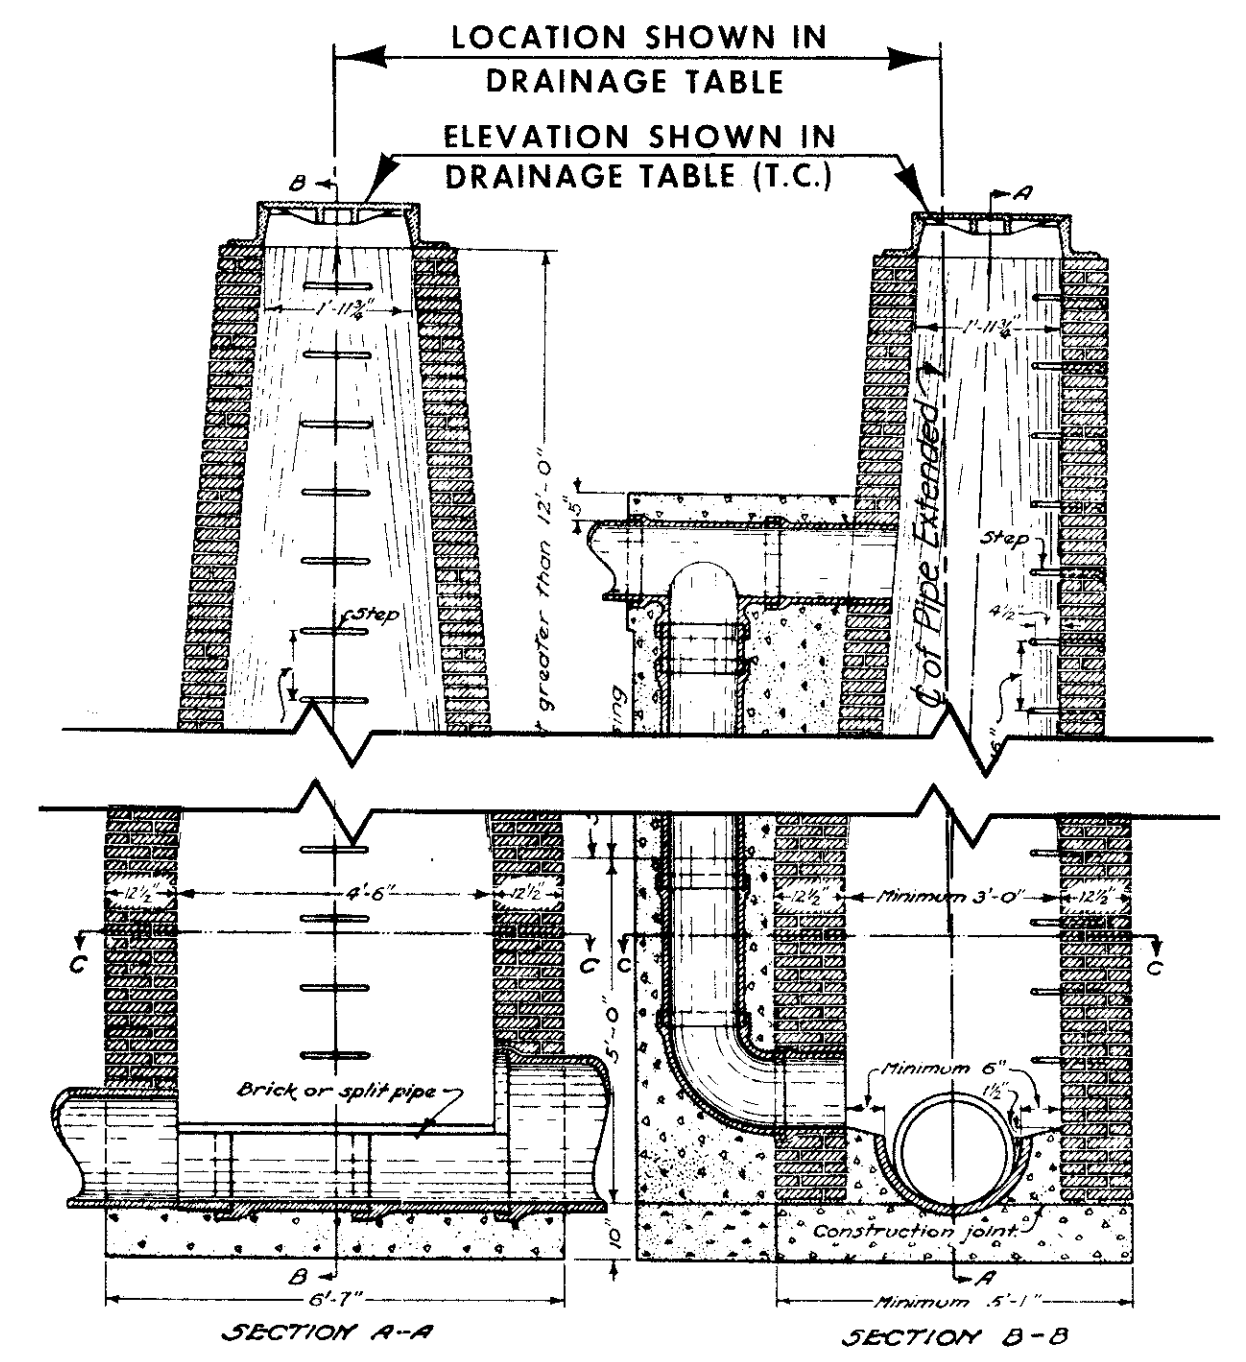 LOCATION SHOWN IN
DRAINAGE TABLE
ELEVATION SHOWN IN
DRAINAGE TABLE (T.C.)
B
A
1'-11¾"
1'-11¾"
greater than 12'-0"
5"
℄ of Pipe Extended
Step
Step
4½"
6"
12½"
4'-6"
12½"
12½"
Minimum 3'-0"
12½"
C
C
C
C
5'-0"
Minimum 6"
1½"
Brick or split pipe
10"
Construction joint
B
A
6'-7"
Minimum 5'-1"
SECTION A-A
SECTION B-B